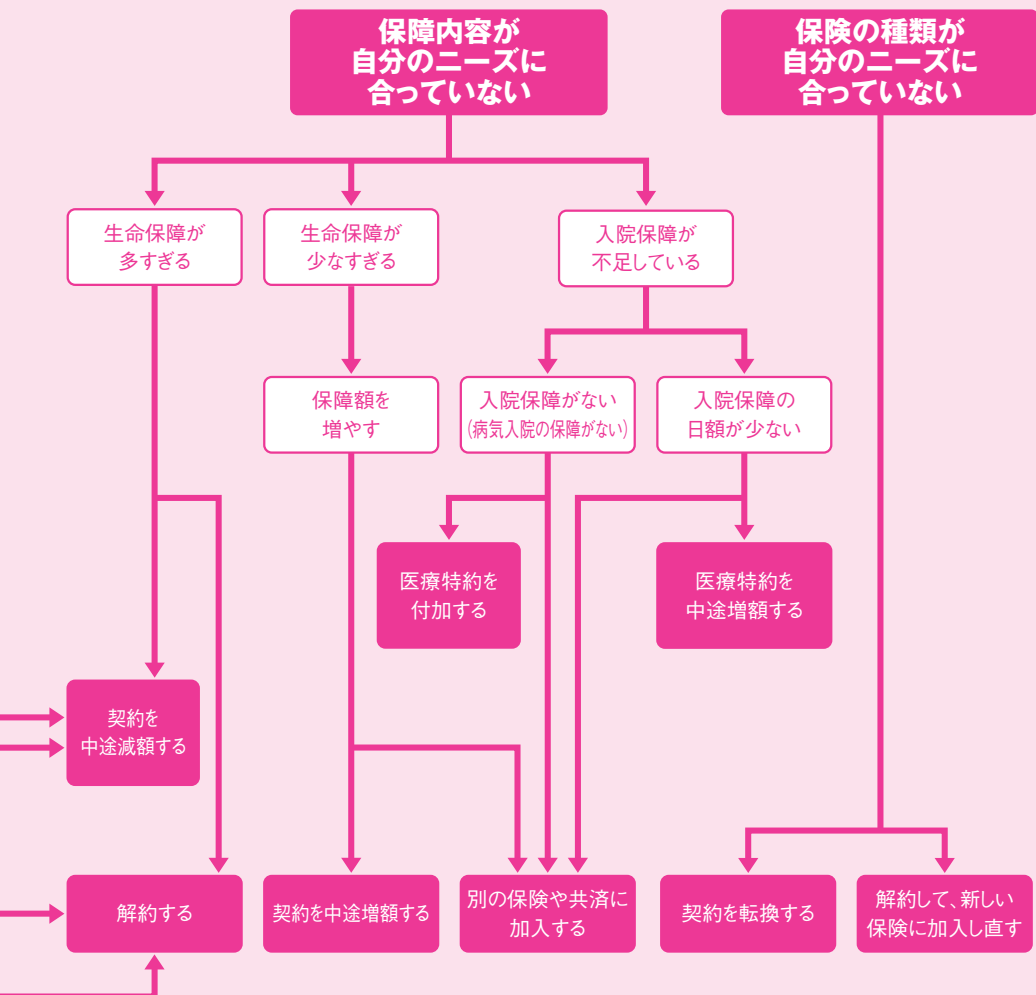 保障内容が
自分のニーズに
合っていない
保険の種類が
自分のニーズに
合っていない
生命保障が
多すぎる
生命保障が
少なすぎる
入院保障が
不足している
保障額を
増やす
入院保障がない
(病気入院の保障がない)
入院保障の
日額が少ない
医療特約を
付加する
医療特約を
中途増額する
契約を
中途減額する
解約する
契約を中途増額する
別の保険や共済に
加入する
契約を転換する
解約して、新しい
保険に加入し直す